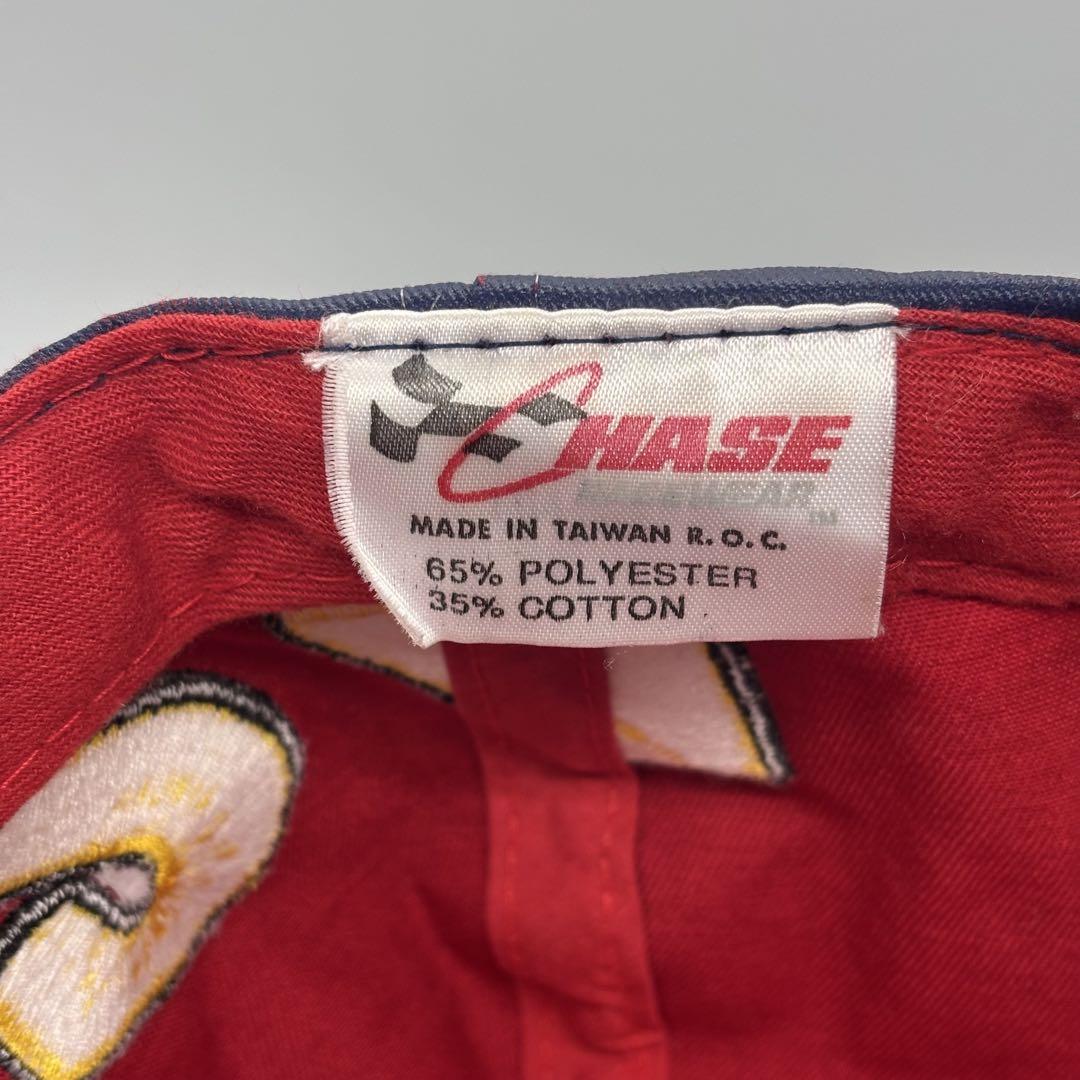 CHASE
MADE IN TAIWAN R.O.C.
65% POLYESTER
35% COTTON